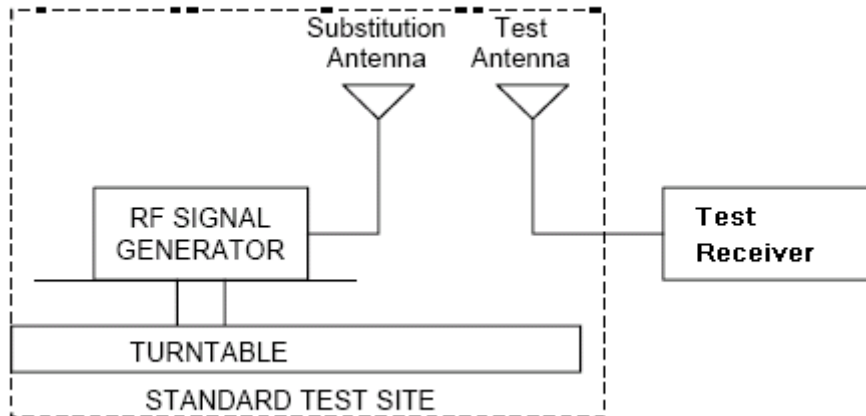 Substitution
Antenna
Test
Antenna
RF SIGNAL
GENERATOR
Test
Receiver
TURNTABLE
STANDARD TEST SITE